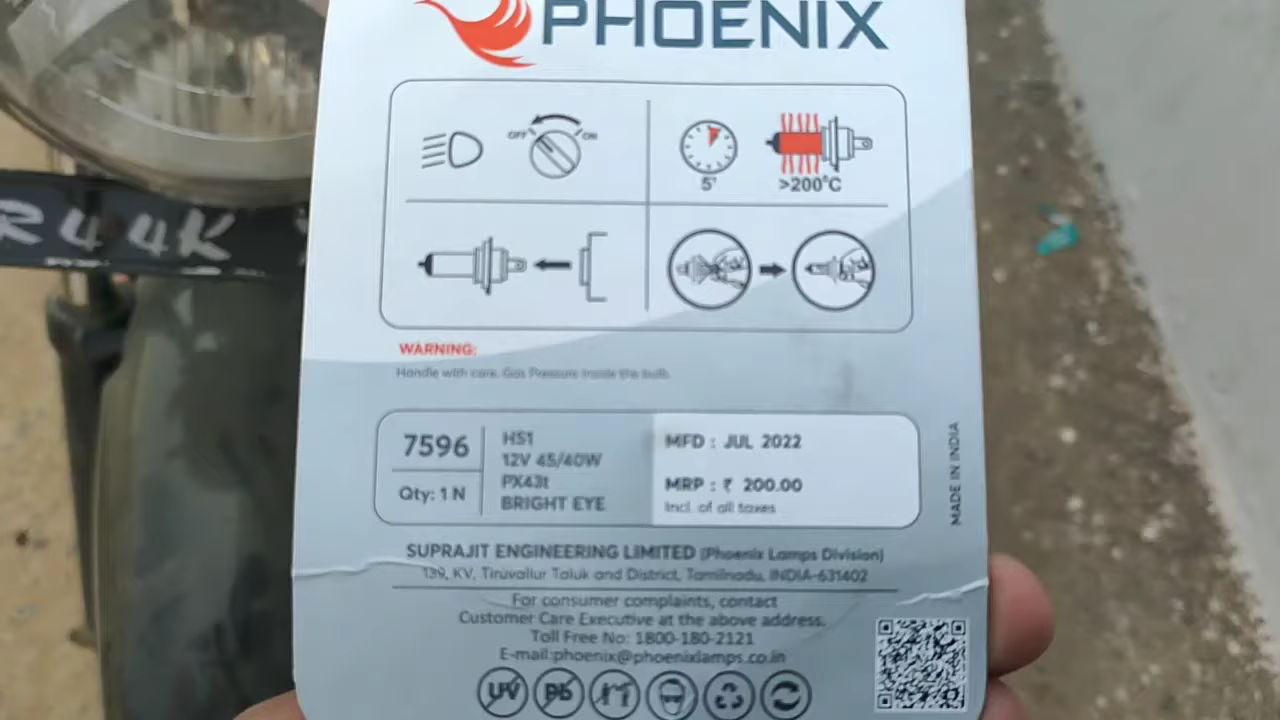 PHOENIX
OFF ON
5'
>200°C
R44K
WARNING:
Handle with care. Gas Pressure inside the bulb.
7596
Qty: 1 N
HS1
12V 45/40W
PX43t
BRIGHT EYE
MFD : JUL 2022
MRP : ₹ 200.00
Incl. of all taxes
MADE IN INDIA
SUPRAJIT ENGINEERING LIMITED (Phoenix Lamps Division)
139, KV, Tiruvallur Taluk and District, Tamilnadu, INDIA-631402
For consumer complaints, contact
Customer Care Executive at the above address.
Toll Free No: 1800-180-2121
E-mail:phoenix@phoenixlamps.co.in
UV Pb